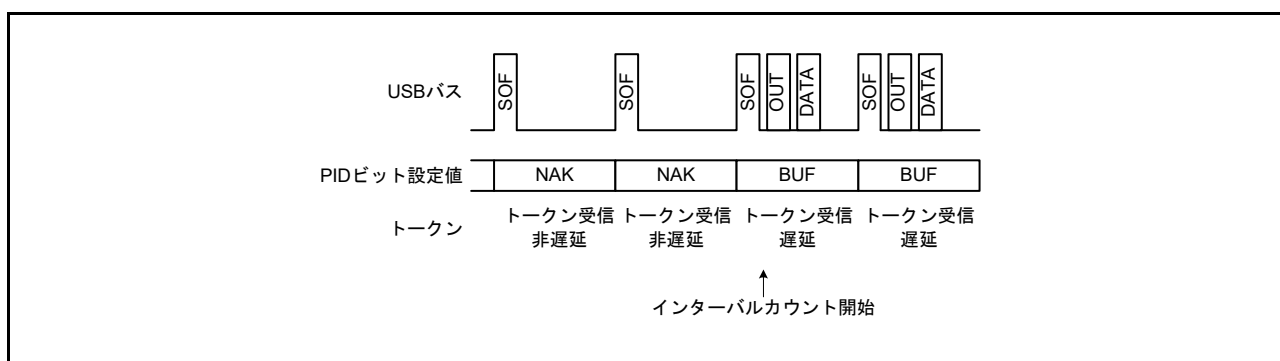 USBバス
SOF
SOF
SOF
OUT
DATA
SOF
OUT
DATA
PIDビット設定値
NAK
NAK
BUF
BUF
トークン
トークン受信
非遅延
トークン受信
非遅延
トークン受信
遅延
トークン受信
遅延
インターバルカウント開始